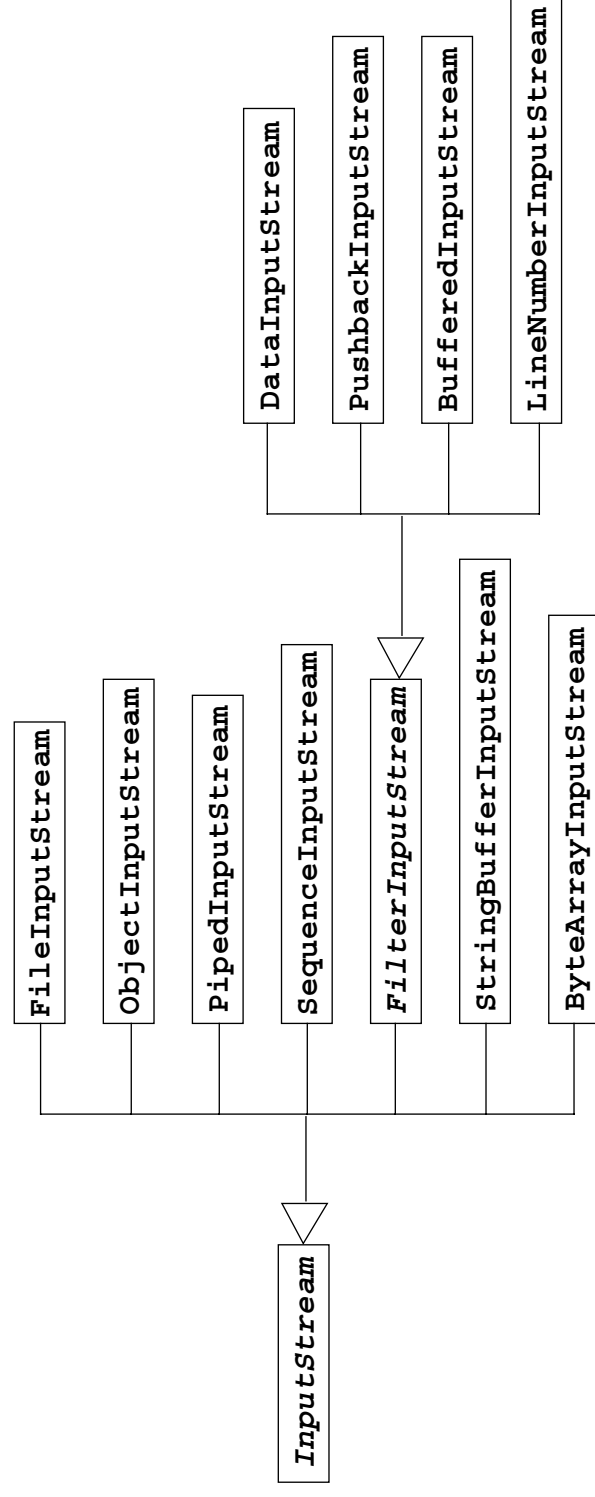 InputStream
FileInputStream
ObjectInputStream
PipedInputStream
SequenceInputStream
FilterInputStream
StringBufferInputStream
ByteArrayInputStream
DataInputStream
PushbackInputStream
BufferedInputStream
LineNumberInputStream